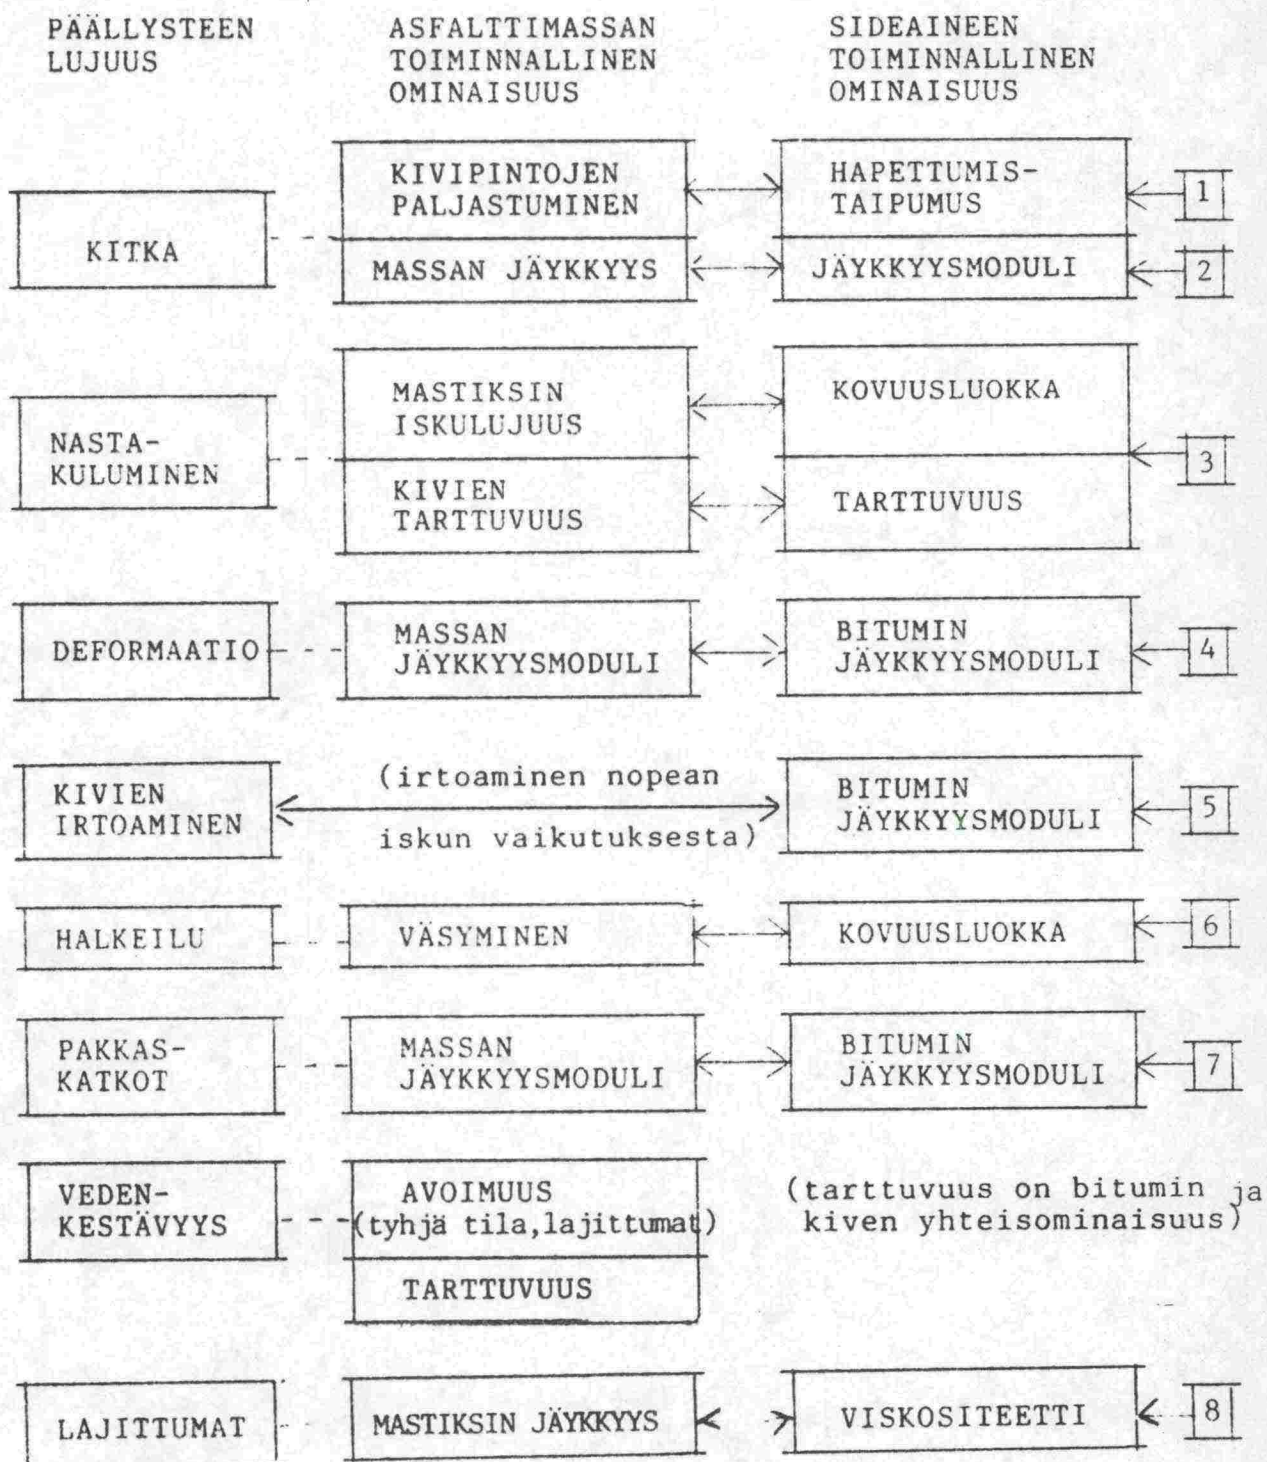 PÄÄLLYSTEEN
LUJUUS
ASFALTTIMASSAN
TOIMINNALLINEN
OMINAISUUS
SIDEAINEEN
TOIMINNALLINEN
OMINAISUUS
KITKA
KIVIPINTOJEN
PALJASTUMINEN
HAPETTUMIS-
TAIPUMUS
1
MASSAN JÄYKKYYS
JÄYKKYYSMODULI
2
NASTA-
KULUMINEN
MASTIKSIN
ISKULUJUUS
KOVUUSLUOKKA
3
KIVIEN
TARTTUVUUS
TARTTUVUUS
DEFORMAATIO
MASSAN
JÄYKKYYSMODULI
BITUMIN
JÄYKKYYSMODULI
4
KIVIEN
IRTOAMINEN
(irtoaminen nopean
iskun vaikutuksesta)
BITUMIN
JÄYKKYYSMODULI
5
HALKEILU
VÄSYMINEN
KOVUUSLUOKKA
6
PAKKAS-
KATKOT
MASSAN
JÄYKKYYSMODULI
BITUMIN
JÄYKKYYSMODULI
7
VEDEN-
KESTÄVYYS
AVOIMUUS
(tyhjä tila,lajittumat)
TARTTUVUUS
(tarttuvuus on bitumin ja
kiven yhteisominaisuus)
LAJITTUMAT
MASTIKSIN JÄYKKYYS
VISKOSITEETTI
8